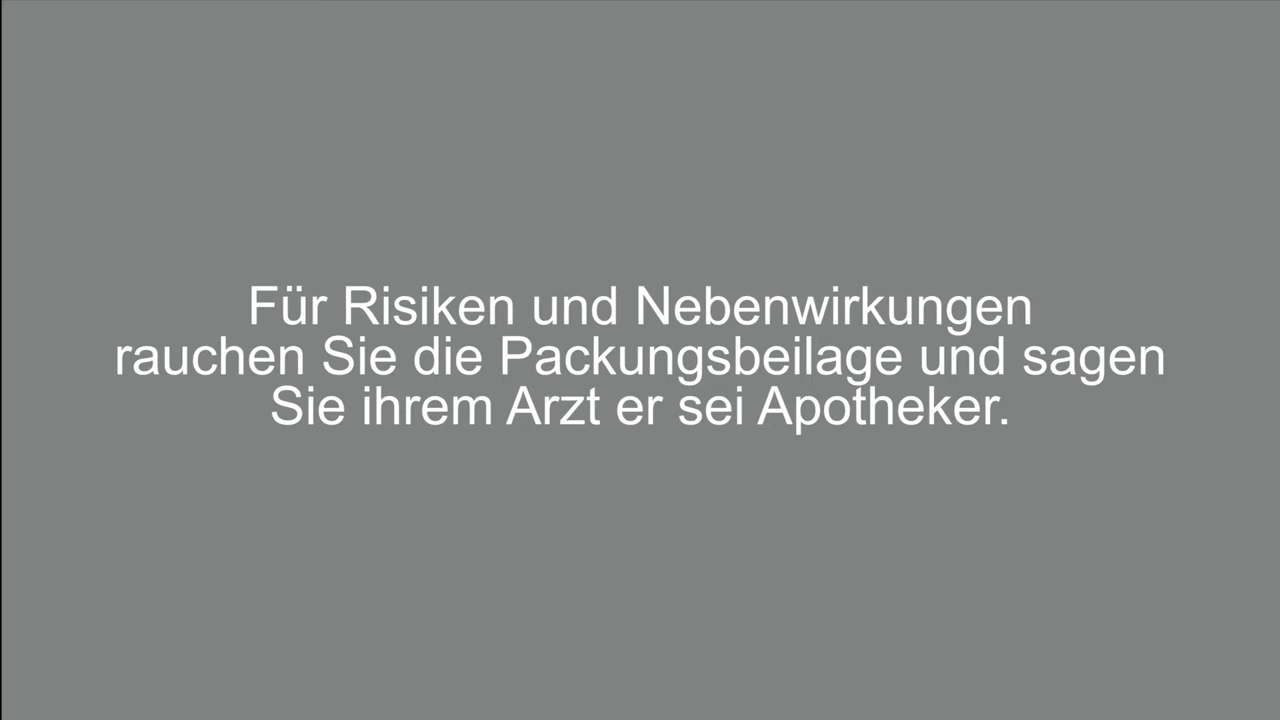 Für Risiken und Nebenwirkungen
rauchen Sie die Packungsbeilage und sagen
Sie ihrem Arzt er sei Apotheker.